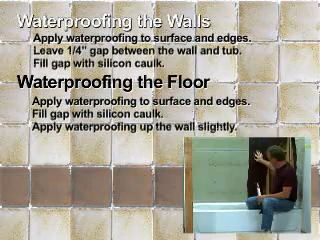 Waterproofing the Walls
Apply waterproofing to surface and edges.
Leave 1/4" gap between the wall and tub.
Fill gap with silicon caulk.
Waterproofing the Floor
Apply waterproofing to surface and edges.
Fill gap with silicon caulk.
Apply waterproofing up the wall slightly.